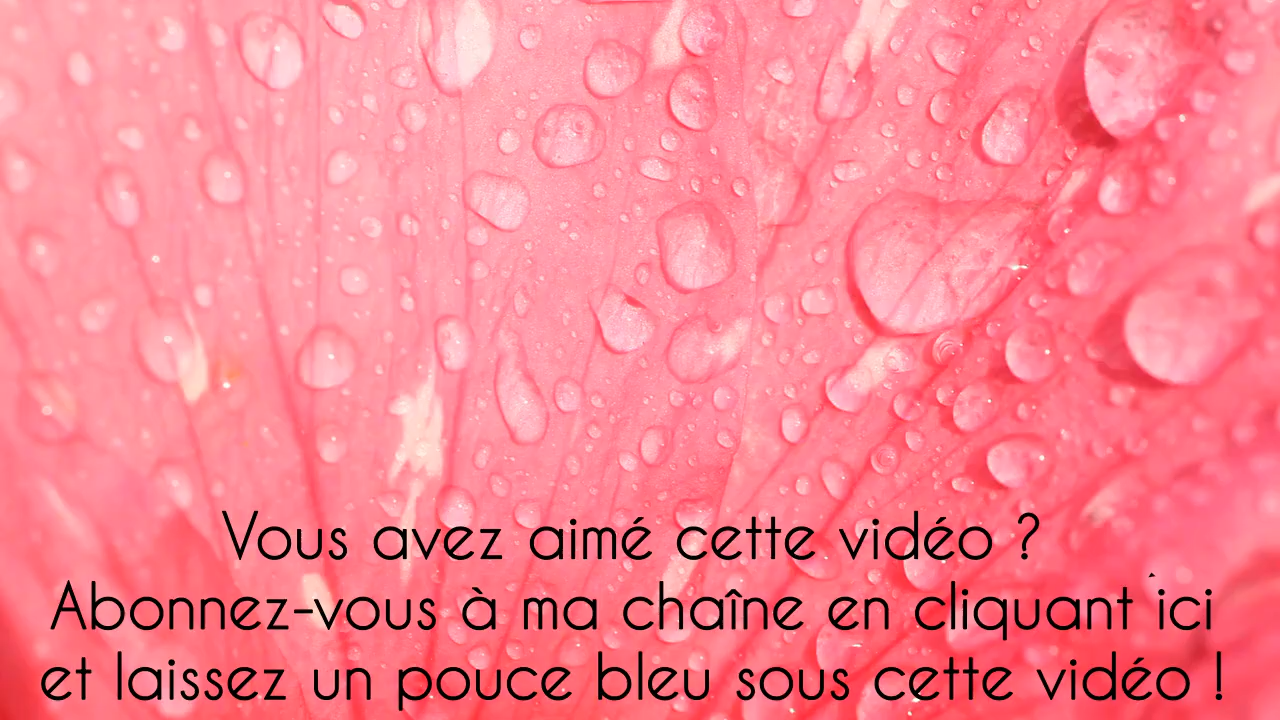 Vous avez aimé cette vidéo ?
Abonnez-vous à ma chaîne en cliquant ici
et laissez un pouce bleu sous cette vidéo !